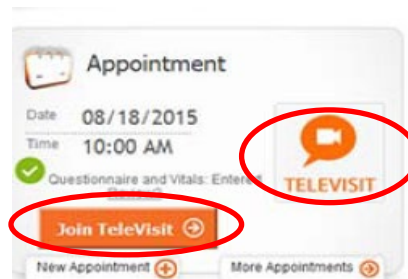 Appointment
Date 08/18/2015
Time 10:00 AM
Questionnaire and Vitals: Entered
TELEVISIT
Join TeleVisit
New Appointment
More Appointments